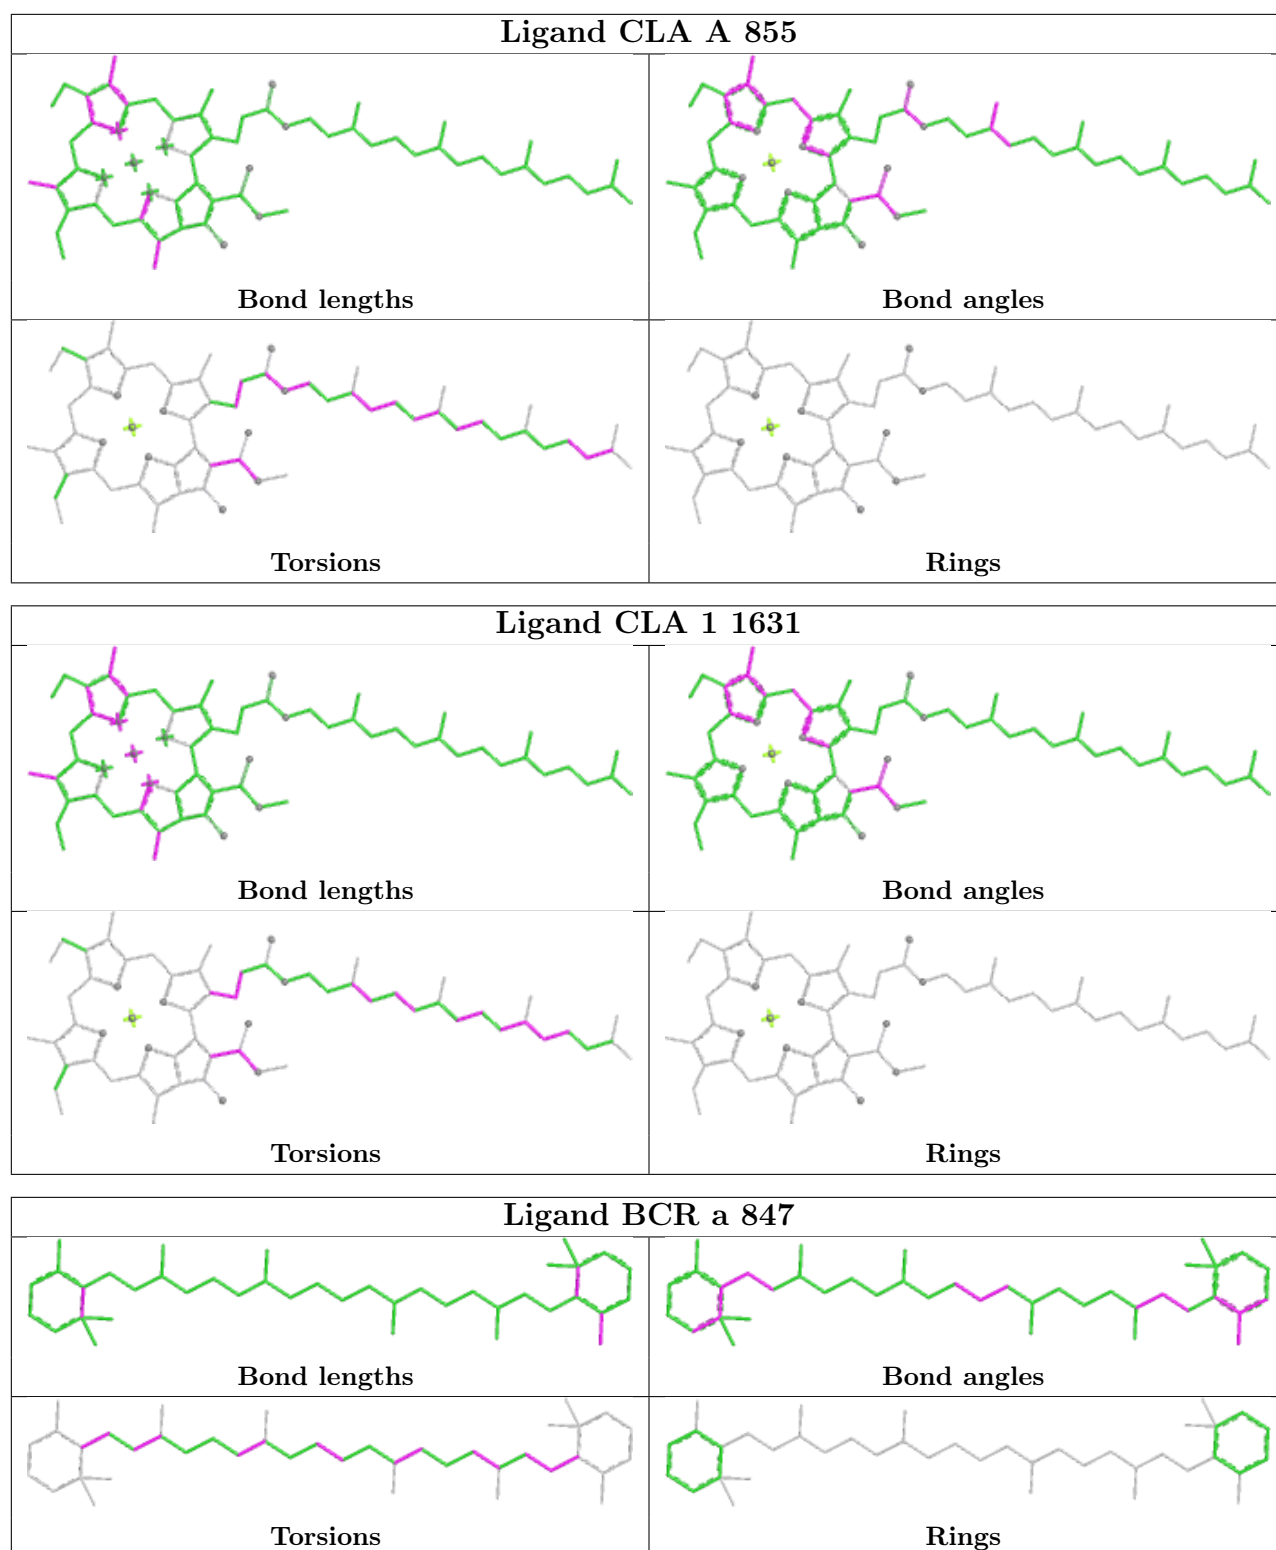 Ligand CLA A 855
Bond lengths
Bond angles
Torsions
Rings
Ligand CLA 1 1631
Bond lengths
Bond angles
Torsions
Rings
Ligand BCR a 847
Bond lengths
Bond angles
Torsions
Rings